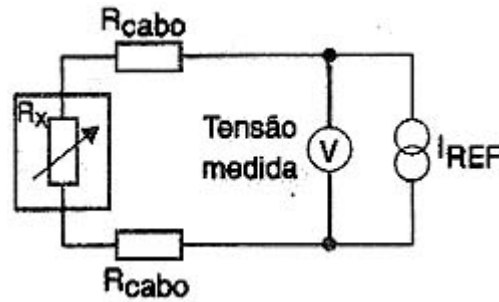 Rcabo
Rx
Tensão
medida
V
IREF
Rcabo